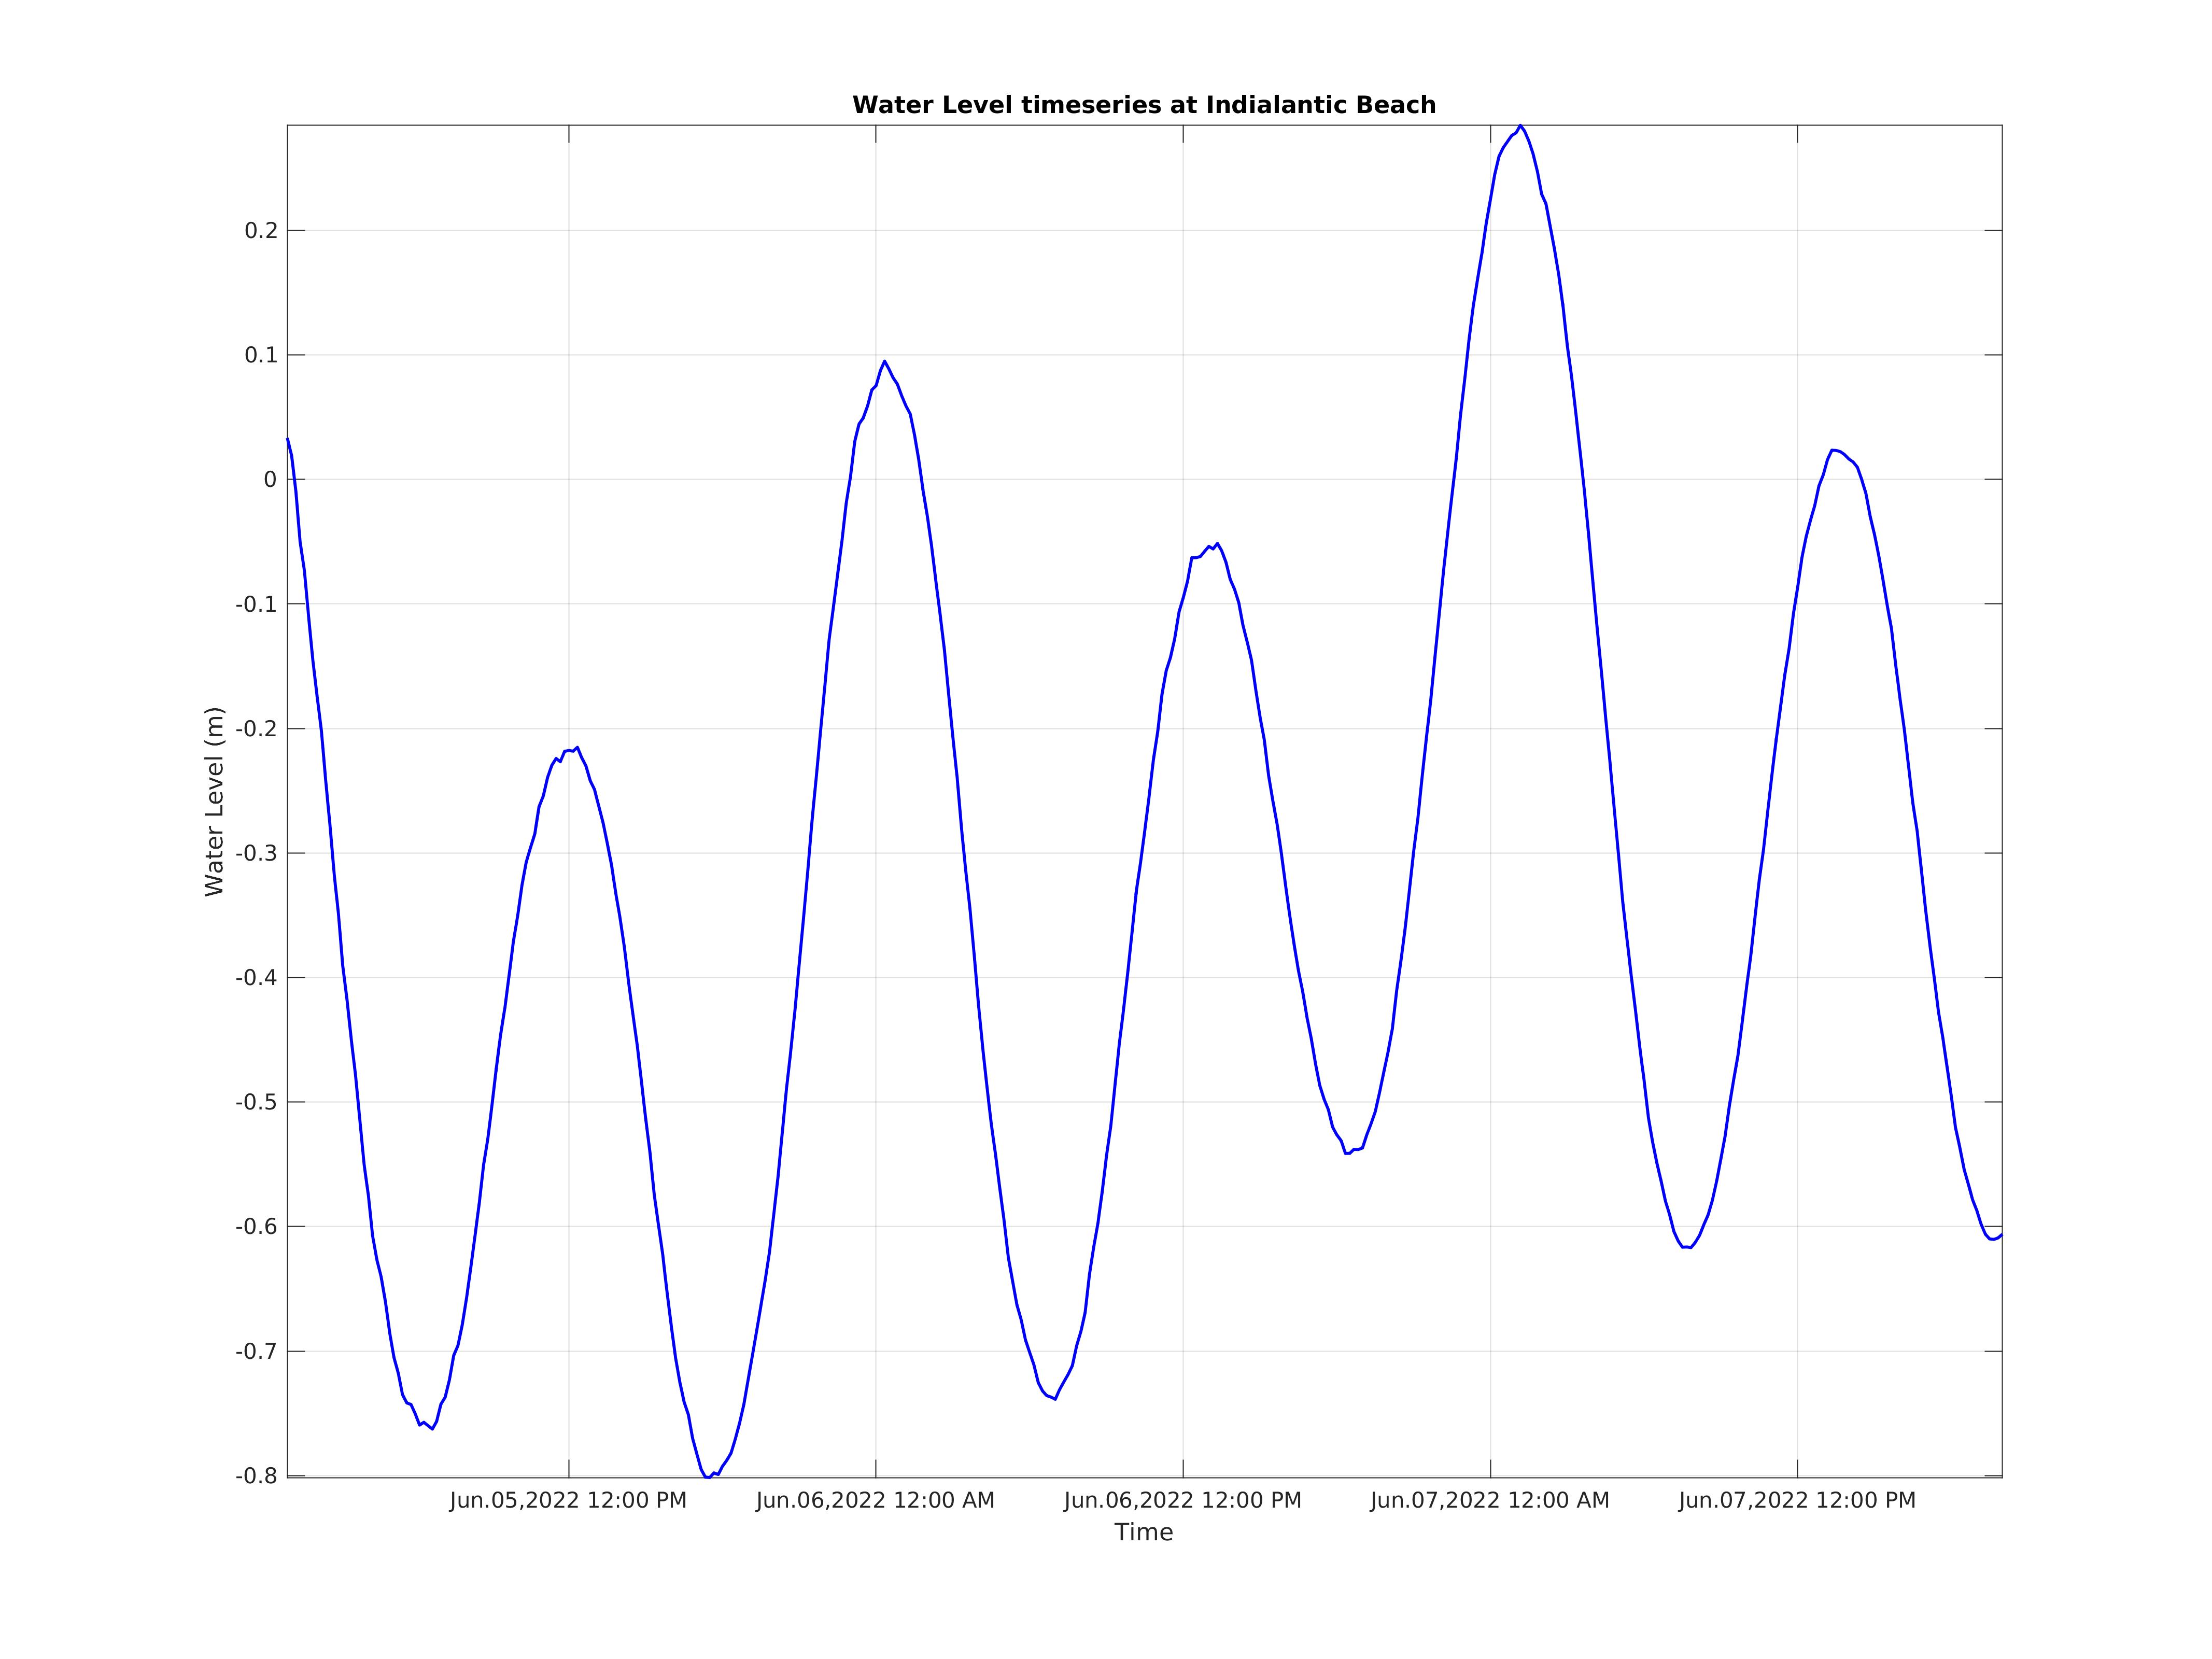 Water Level timeseries at Indialantic Beach
0.2
0.1
0
-0.1
-0.2
-0.3
-0.4
-0.5
-0.6
-0.7
-0.8
Water Level (m)
Jun.05,2022 12:00 PM
Jun.06,2022 12:00 AM
Jun.06,2022 12:00 PM
Jun.07,2022 12:00 AM
Jun.07,2022 12:00 PM
Time